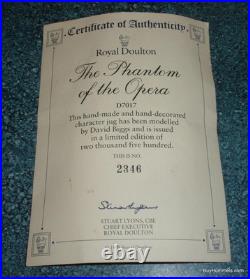 Certificate of Authenticity
Royal Doulton
The Phantom
of the Opera
D7017
This hand-made and hand-decorated
character jug has been modelled
by David Biggs and is issued
in a limited edition of
two thousand five hundred.
THIS IS NO.
2346
STUART LYONS, CBE
CHIEF EXECUTIVE
ROYAL DOULTON